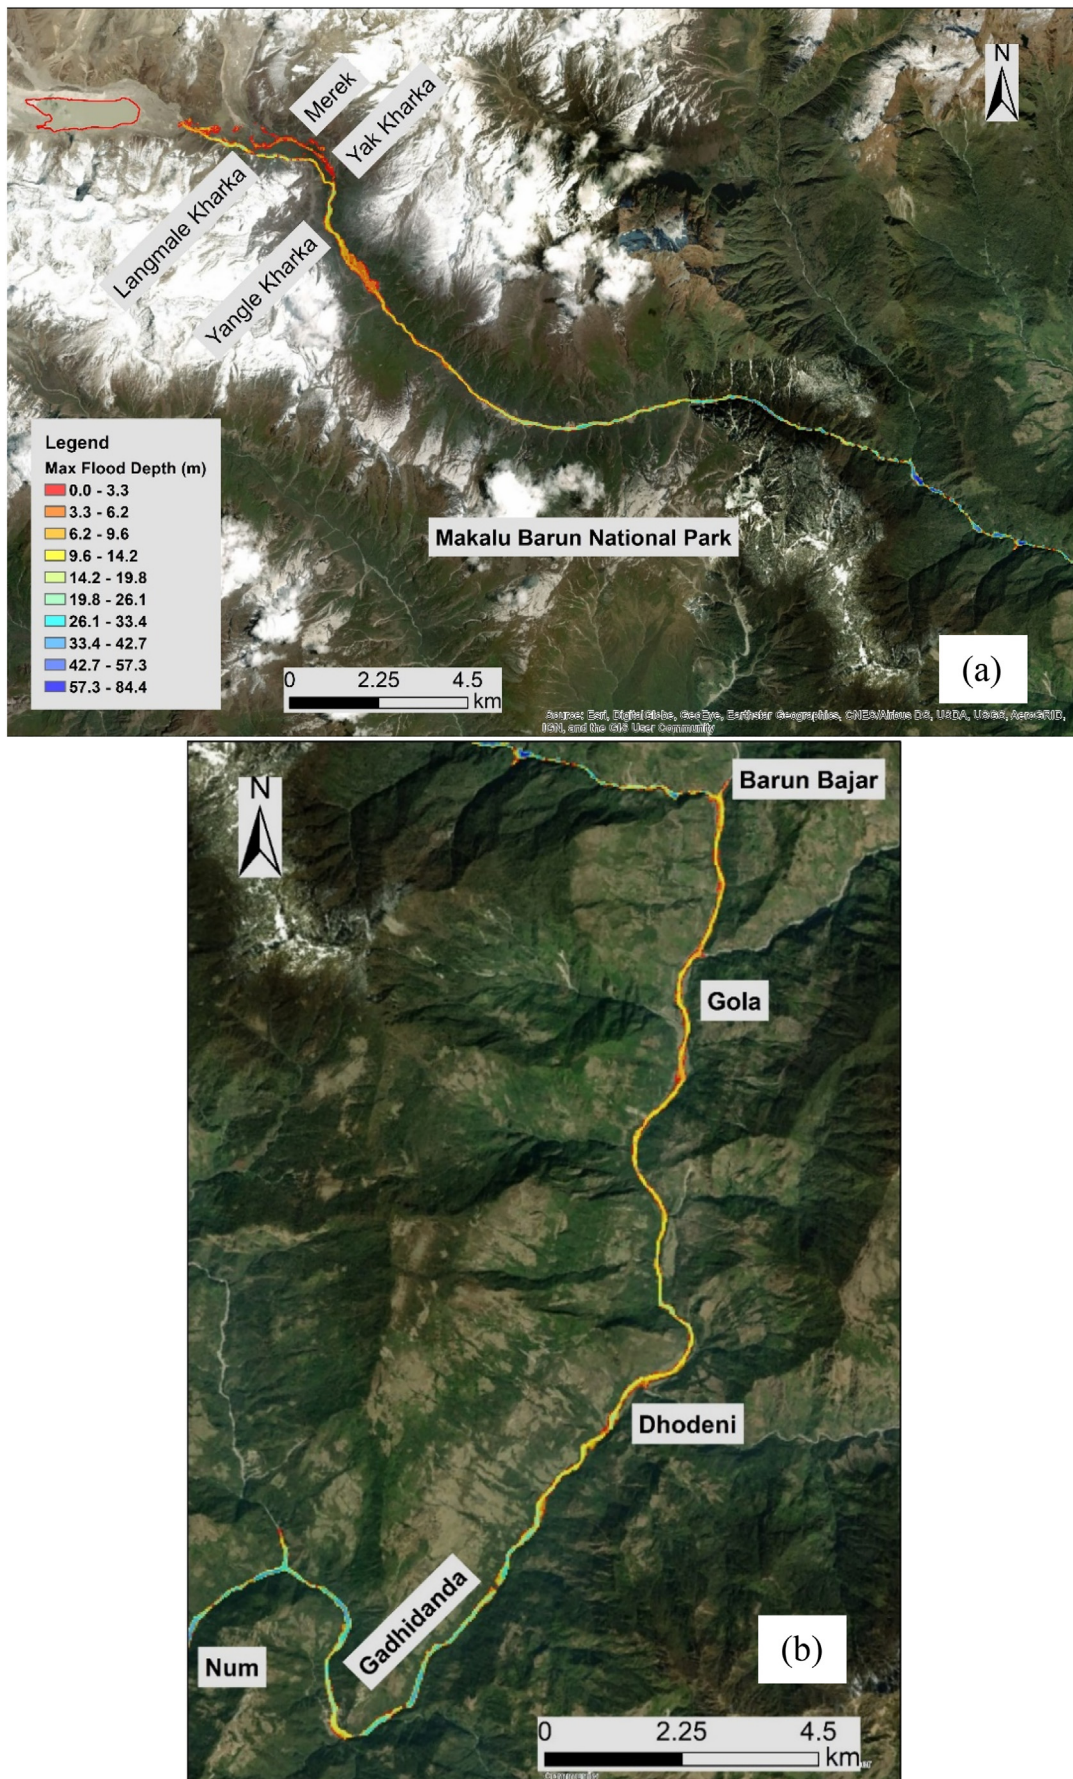 N
Merek
Yak Kharka
Langmale Kharka
Yangle Kharka
Legend
Max Flood Depth (m)
0.0 - 3.3
3.3 - 6.2
6.2 - 9.6
9.6 - 14.2
14.2 - 19.8
19.8 - 26.1
26.1 - 33.4
33.4 - 42.7
42.7 - 57.3
57.3 - 84.4
Makalu Barun National Park
0 2.25 4.5
km
(a)
Source: Esri, DigitalGlobe, GeoEye, Earthstar Geographics, CNES/Airbus DS, USDA, USGS, AeroGRID,
IGN, and the GIS User Community
N
Barun Bajar
Gola
Dhodeni
Gadhidanda
Num
(b)
0 2.25 4.5
km